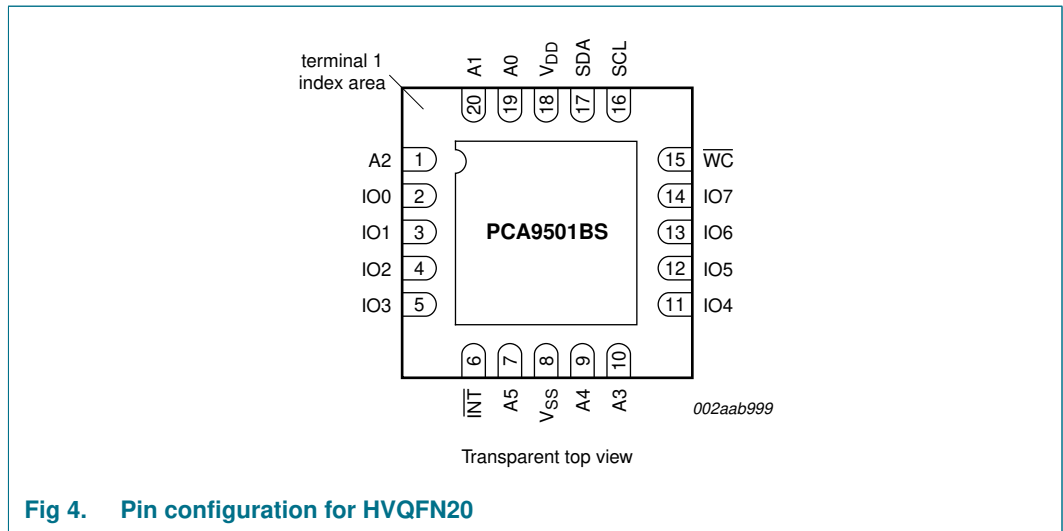 terminal 1
index area
A1 A0 VDD SDA SCL
20 19 18 17 16
A2 1 15 WC
IO0 2 14 IO7
IO1 3 PCA9501BS 13 IO6
IO2 4 12 IO5
IO3 5 11 IO4
6 7 8 9 10
INT A5 VSS A4 A3
002aab999
Transparent top view
Fig 4. Pin configuration for HVQFN20